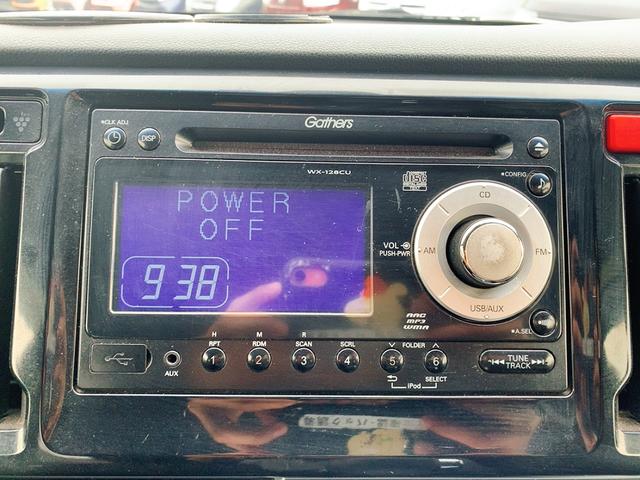 Gathers
*CLK ADJ
DISP
WX-128CU
disc
TEXT
*CONFIG
POWER
OFF
9 38
CD
AM
FM
USB/AUX
VOL
PUSH-PWR
AAC
MP3
WMA
*A.SEL
AUX
H M R
RPT RDM SCAN SCRL FOLDER
1 2 3 4 5 6
SELECT
iPod
TUNE
TRACK